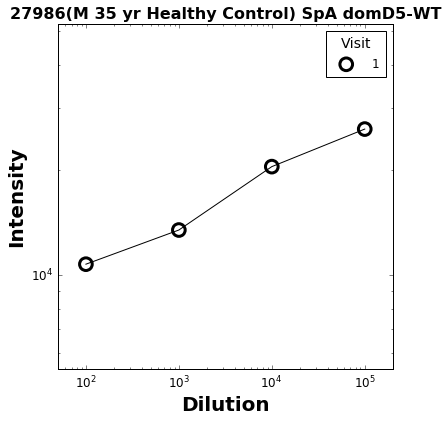 27986(M 35 yr Healthy Control) SpA domD5-WT
Visit
1
Intensity
10⁴
10² 10³ 10⁴ 10⁵
Dilution